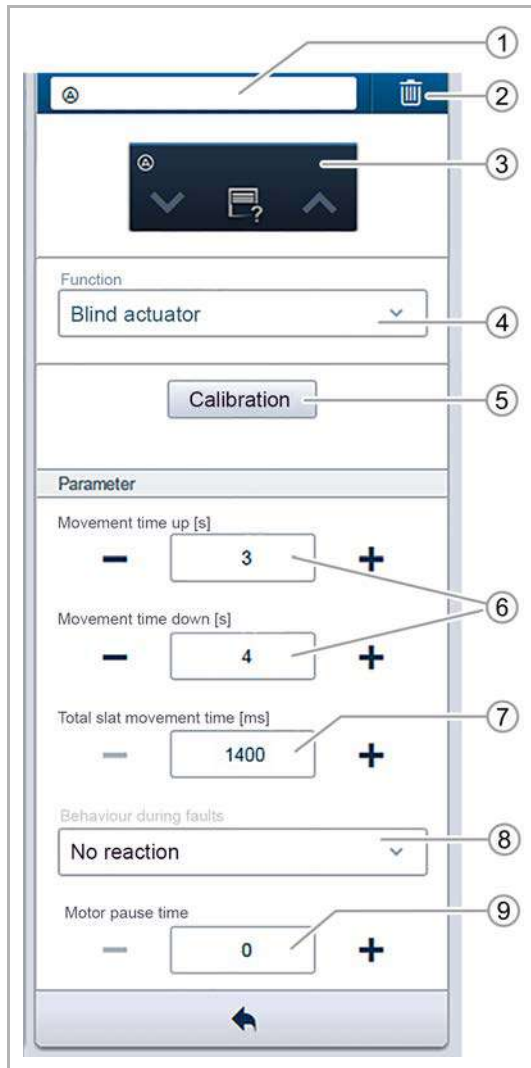 1
2
3
Function
Blind actuator
4
Calibration
5
Parameter
Movement time up [s]
3
6
Movement time down [s]
4
Total slat movement time [ms]
7
1400
Behaviour during faults
No reaction
8
Motor pause time
9
0